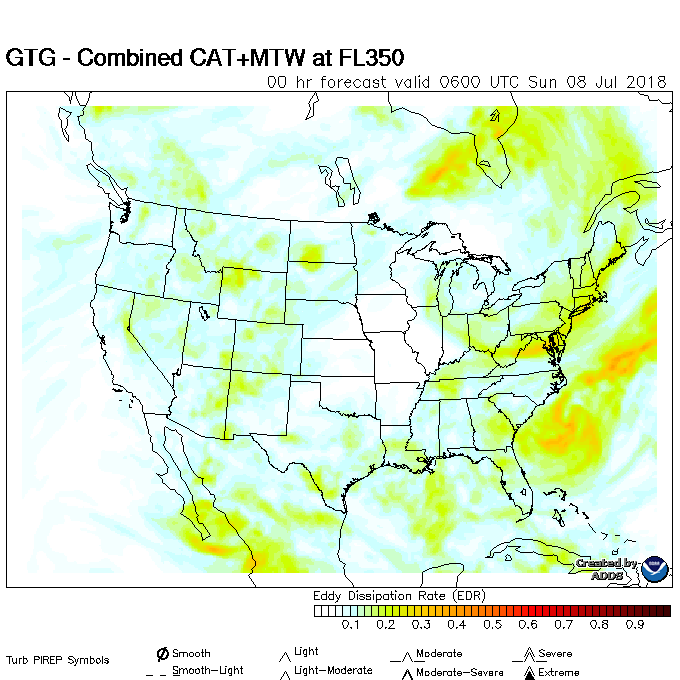 GTG - Combined CAT+MTW at FL350
00 hr forecast valid 0600 UTC Sun 08 Jul 2018
Created by
ADDS
Eddy Dissipation Rate (EDR)
0.1 0.2 0.3 0.4 0.5 0.6 0.7 0.8 0.9
Turb PIREP Symbols
Smooth Light Moderate Severe
Smooth-Light Light-Moderate Moderate-Severe Extreme